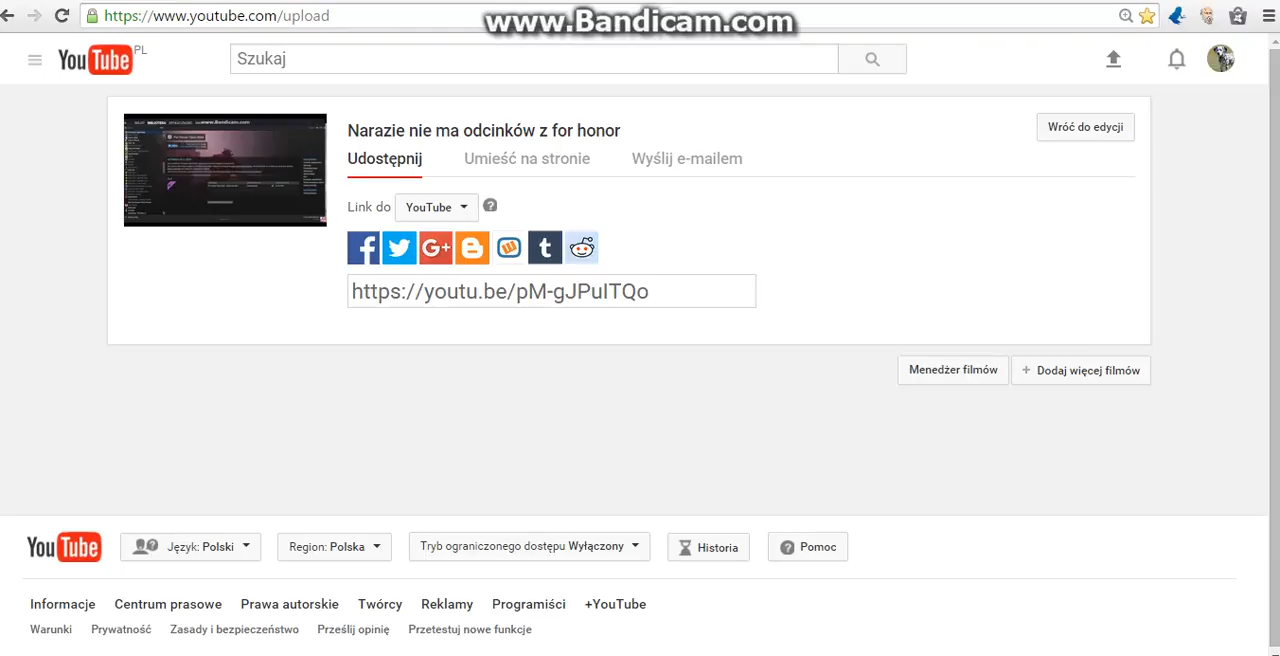 https://www.youtube.com/upload
www.Bandicam.com
YouTube PL
Szukaj
Narazie nie ma odcinków z for honor
Wróć do edycji
Udostępnij Umieść na stronie Wyślij e-mailem
Link do YouTube ?
f G+ t
https://youtu.be/pM-gJPuITQo
Menedżer filmów + Dodaj więcej filmów
YouTube Język: Polski Region: Polska Tryb ograniczonego dostępu Wyłączony Historia ? Pomoc
Informacje Centrum prasowe Prawa autorskie Twórcy Reklamy Programiści +YouTube
Warunki Prywatność Zasady i bezpieczeństwo Prześlij opinię Przetestuj nowe funkcje